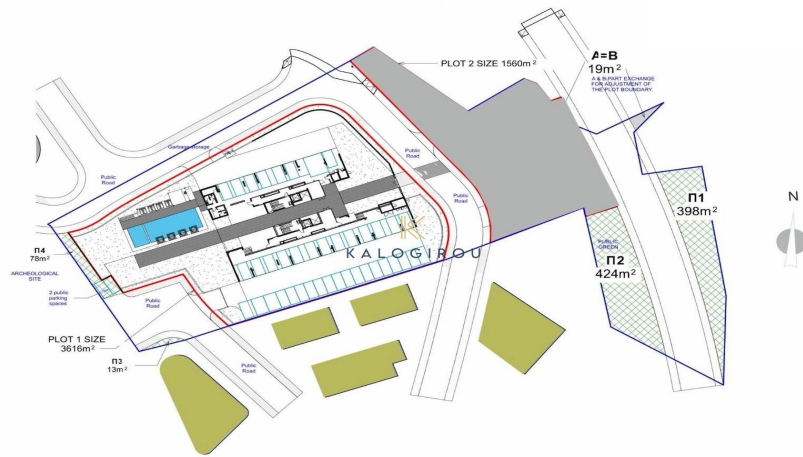 PLOT 2 SIZE 1560m²
A=B
19m²
A & B PART EXCHANGE
FOR ADJUSTMENT OF
THE PLOT BOUNDARY.
Garbage storage
Public
Road
Public
Road
Public
Road
Π1
398m²
N
Π4
78m²
ARCHEOLOGICAL
SITE
2 public
parking
spaces
Public
Road
KALOGIROU
PUBLIC
GREEN
Π2
424m²
PLOT 1 SIZE
3616m²
Π3
13m²
Public
Road